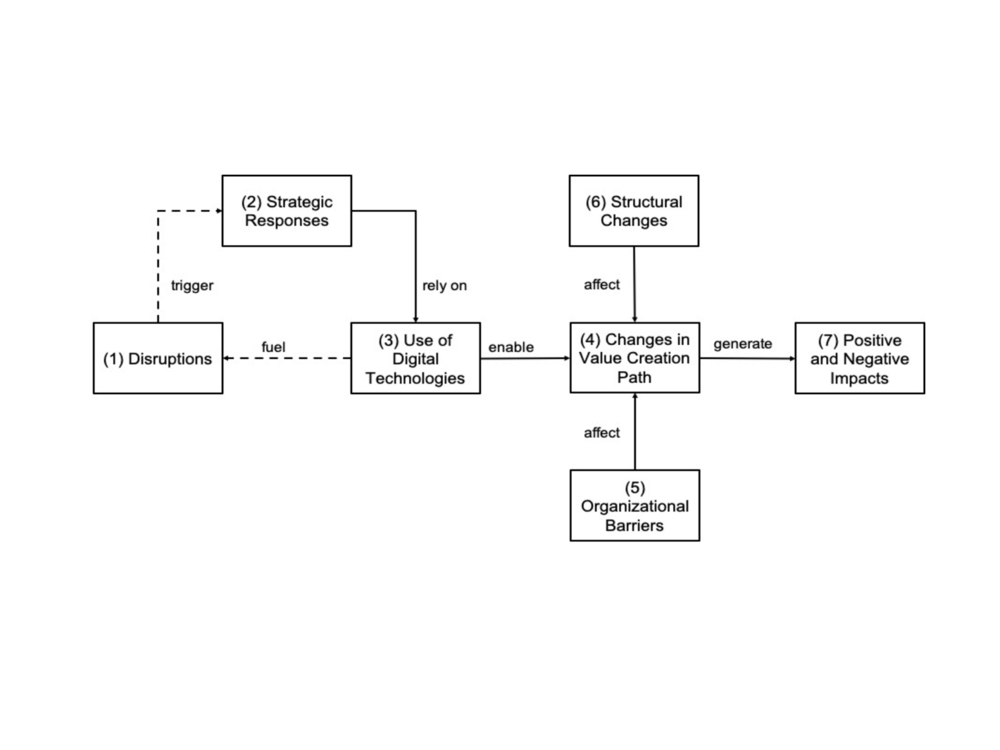 (2) Strategic
Responses
(6) Structural
Changes
trigger
rely on
affect
(1) Disruptions
fuel
(3) Use of
Digital
Technologies
enable
(4) Changes in
Value Creation
Path
generate
(7) Positive
and Negative
Impacts
affect
(5)
Organizational
Barriers